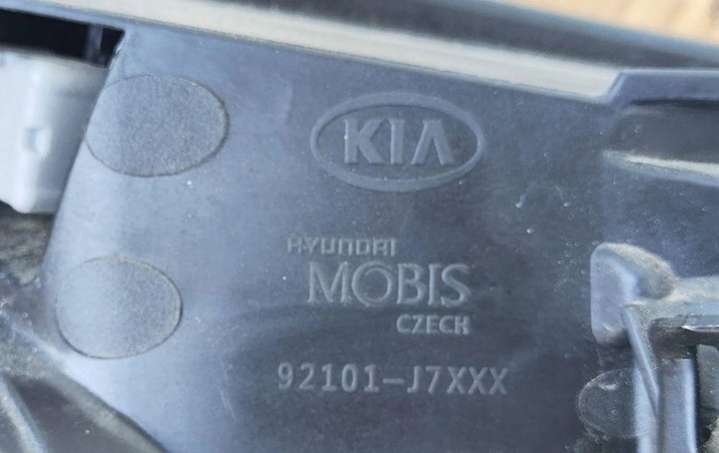 KIA
HYUNDAI
MOBIS
CZECH
92101-J7XXX